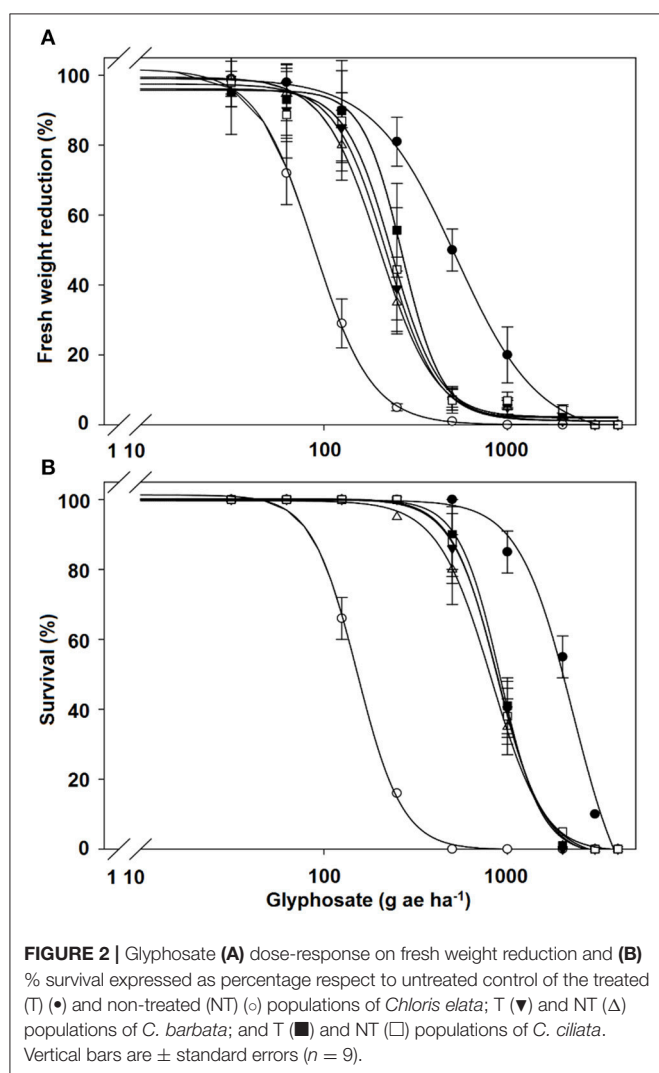 A
Fresh weight reduction (%)
100
80
60
40
20
0
1 10 100 1000
B
Survival (%)
100
80
60
40
20
0
1 10 100 1000
Glyphosate (g ae ha⁻¹)
FIGURE 2 | Glyphosate (A) dose-response on fresh weight reduction and (B)
% survival expressed as percentage respect to untreated control of the treated
(T) (•) and non-treated (NT) (○) populations of Chloris elata; T (▼) and NT (△)
populations of C. barbata; and T (■) and NT (□) populations of C. ciliata.
Vertical bars are ± standard errors (n = 9).